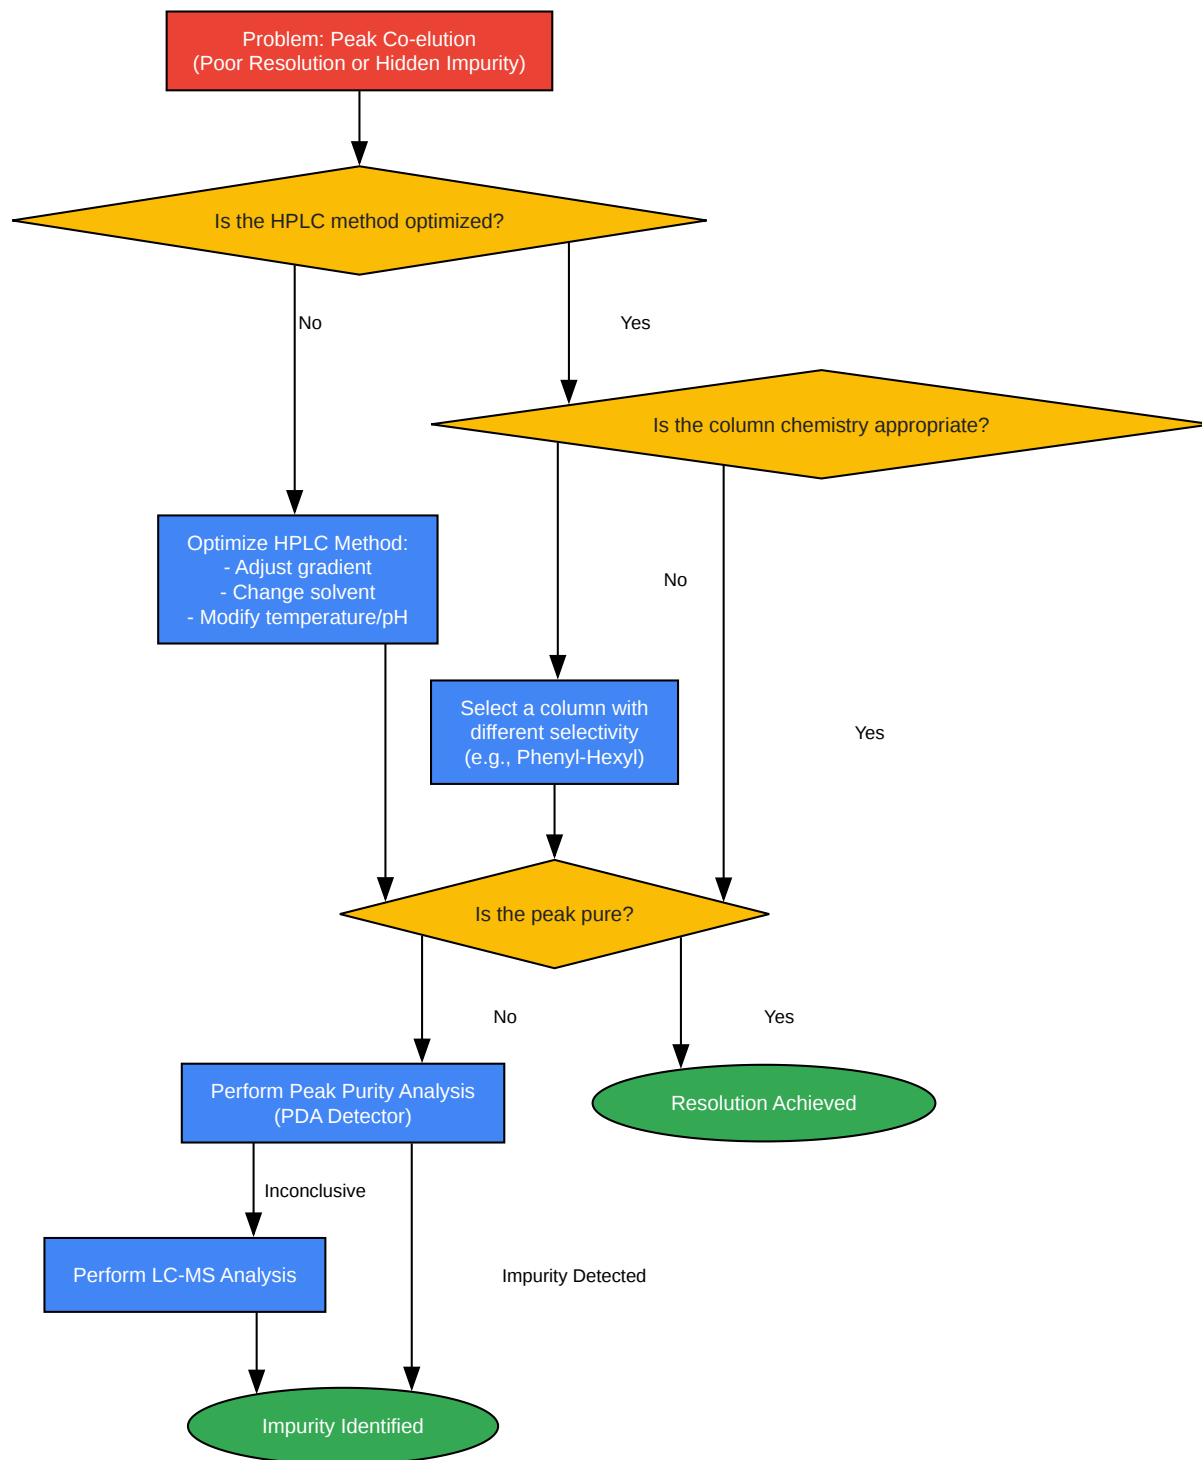 Problem: Peak Co-elution
(Poor Resolution or Hidden Impurity)
Is the HPLC method optimized?
No
Yes
Is the column chemistry appropriate?
Optimize HPLC Method:
- Adjust gradient
- Change solvent
- Modify temperature/pH
No
Select a column with
different selectivity
(e.g., Phenyl-Hexyl)
Yes
Is the peak pure?
No
Yes
Perform Peak Purity Analysis
(PDA Detector)
Resolution Achieved
Inconclusive
Perform LC-MS Analysis
Impurity Detected
Impurity Identified